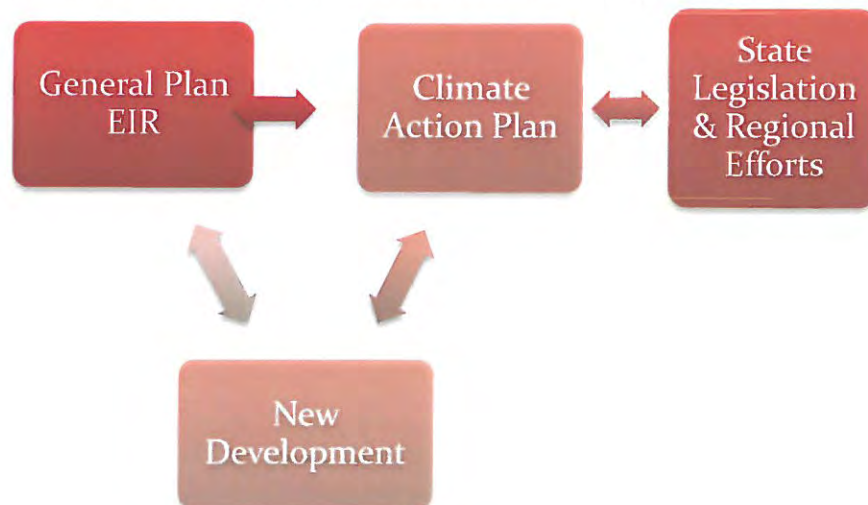 General Plan
EIR
Climate
Action Plan
State
Legislation
& Regional
Efforts
New
Development